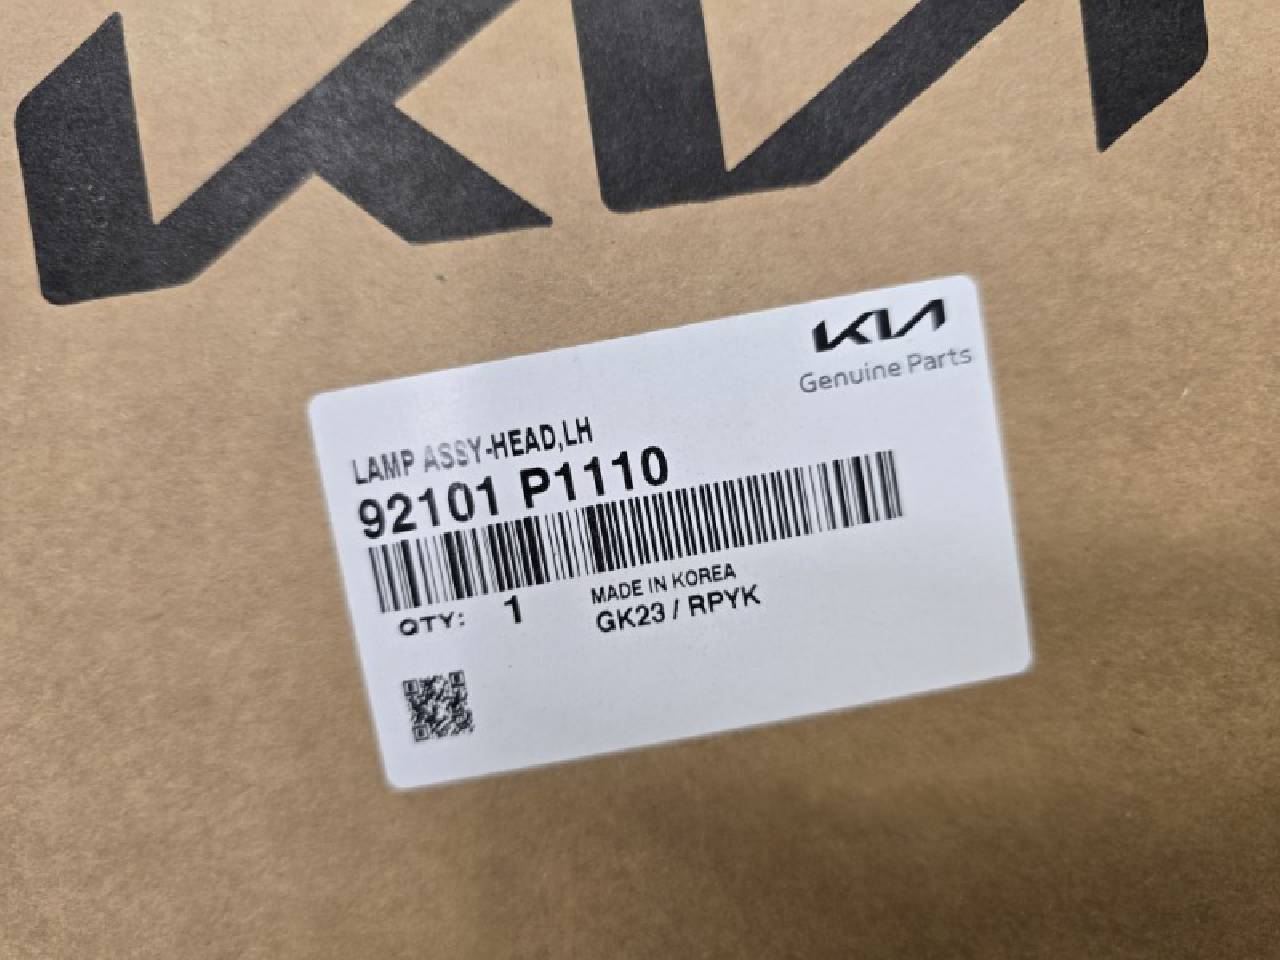 KIA
KIA
Genuine Parts
LAMP ASSY-HEAD,LH
92101 P1110
QTY: 1
MADE IN KOREA
GK23 / RPYK